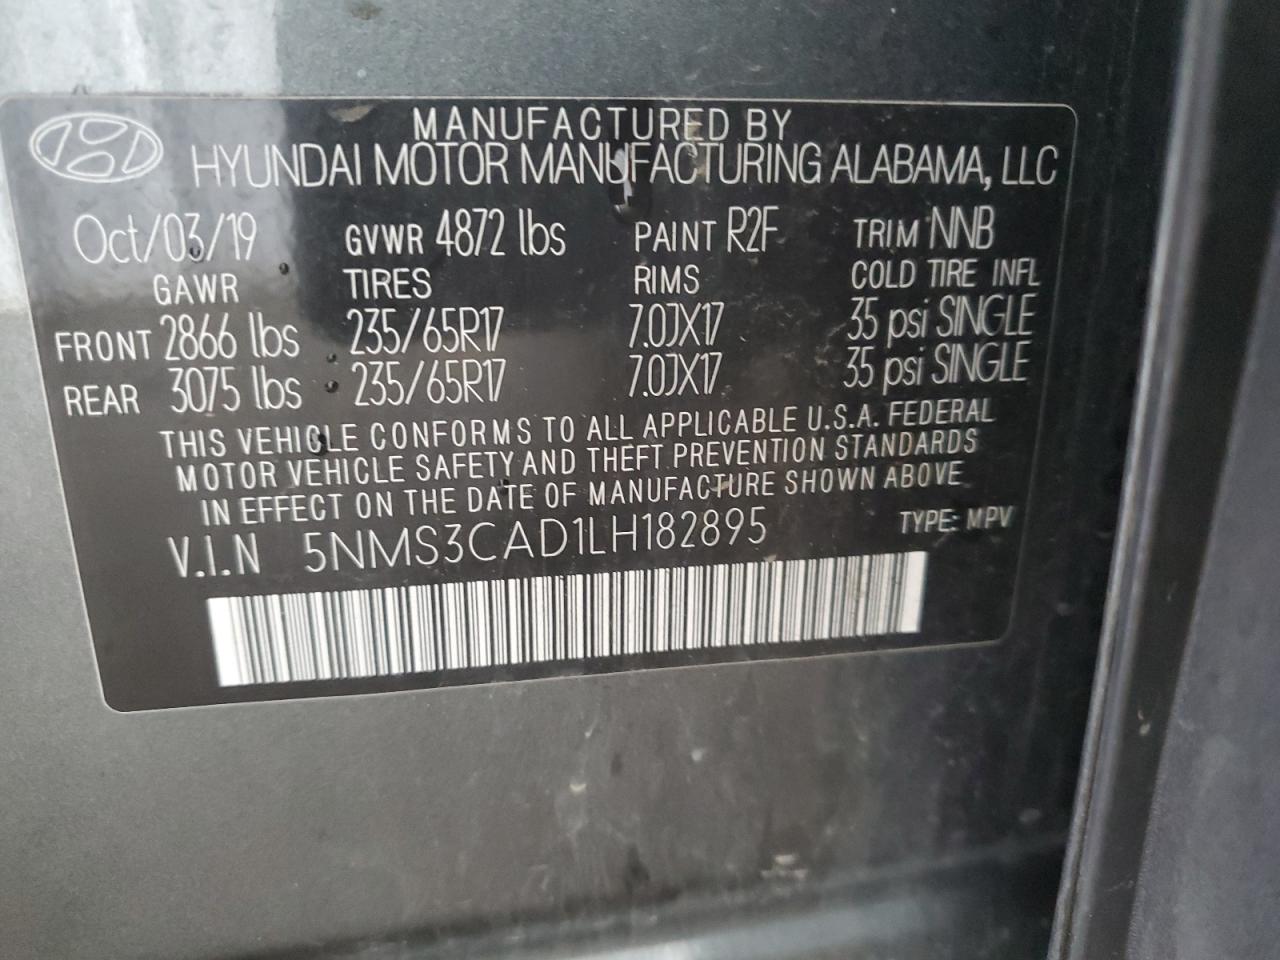 MANUFACTURED BY
HYUNDAI MOTOR MANUFACTURING ALABAMA, LLC
Oct/03/19 GVWR 4872 lbs PAINT R2F TRIM NNB
GAWR TIRES RIMS COLD TIRE INFL
FRONT 2866 lbs 235/65R17 7.0JX17 35 psi SINGLE
REAR 3075 lbs 235/65R17 7.0JX17 35 psi SINGLE
THIS VEHICLE CONFORMS TO ALL APPLICABLE U.S.A. FEDERAL
MOTOR VEHICLE SAFETY AND THEFT PREVENTION STANDARDS
IN EFFECT ON THE DATE OF MANUFACTURE SHOWN ABOVE
V.I.N 5NMS3CAD1LH182895 TYPE: MPV